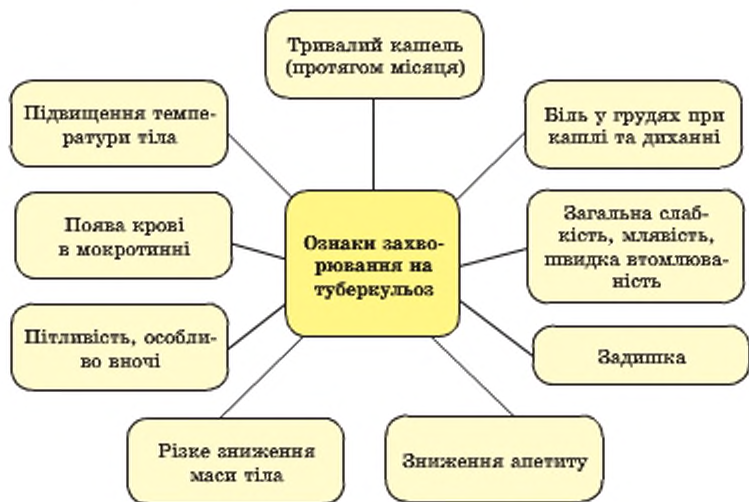 Тривалий кашель
(протягом місяця)
Підвищення темпе-
ратури тіла
Біль у грудях при
кашлі та диханні
Поява крові
в мокротинні
Ознаки захво-
рювання на
туберкульоз
Загальна слаб-
кість, млявість,
швидка втомлюва-
ність
Пітливість, особли-
во вночі
Задишка
Різке зниження
маси тіла
Зниження апетиту